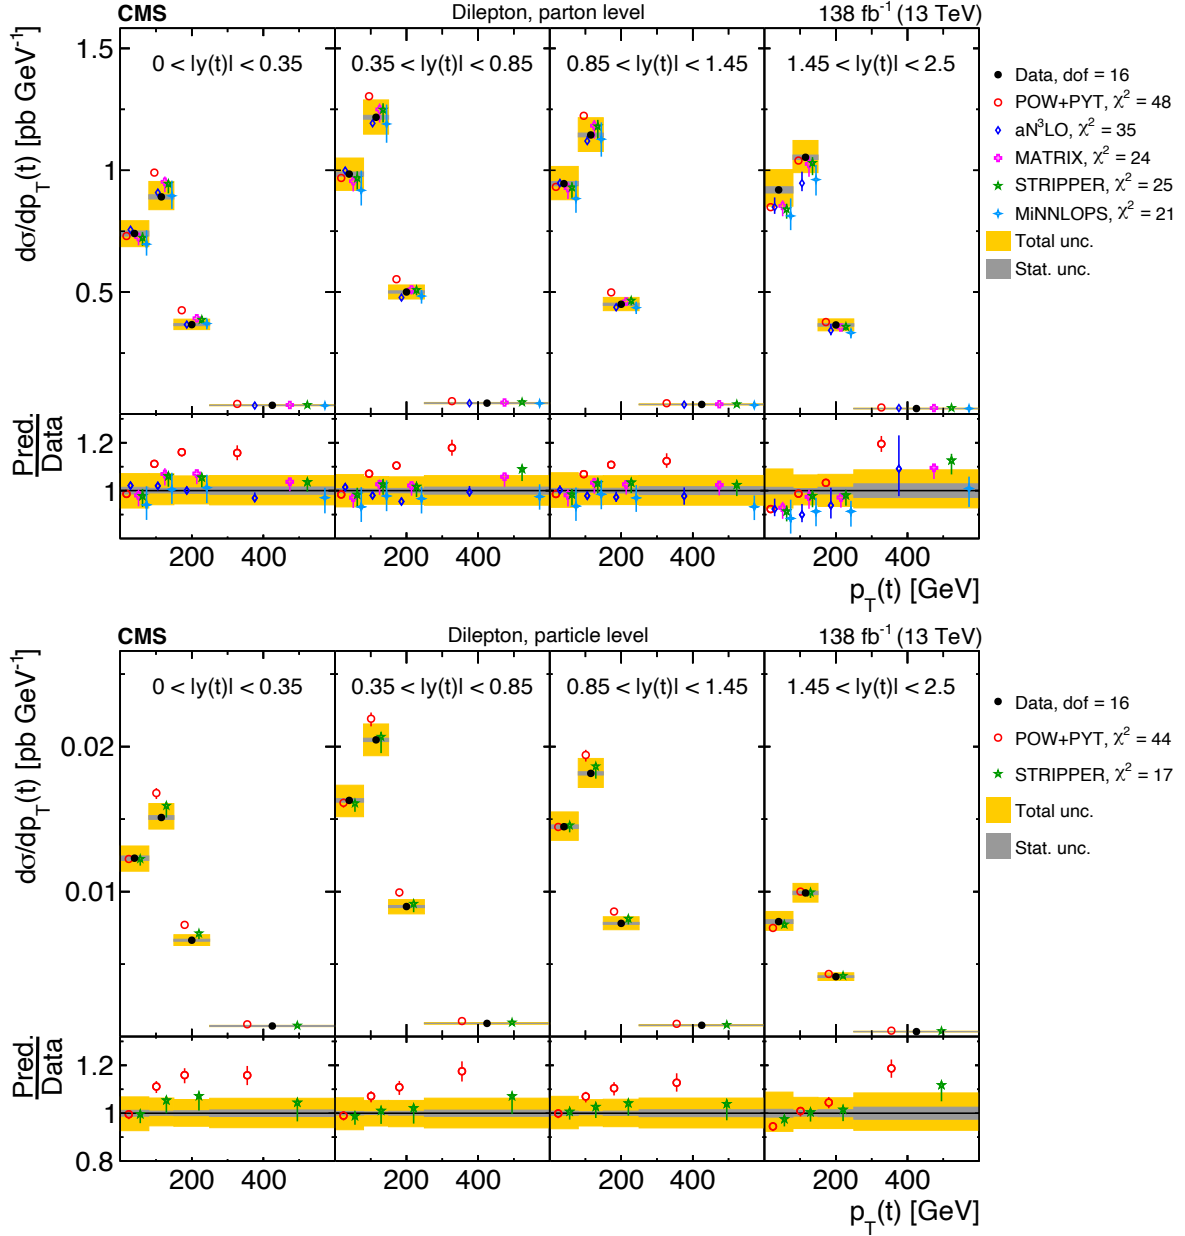 CMS Dilepton, parton level 138 fb⁻¹ (13 TeV)
dσ/dp_T(t) [pb GeV⁻¹]
1.5
1
0.5
0 < |y(t)| < 0.35
0.35 < |y(t)| < 0.85
0.85 < |y(t)| < 1.45
1.45 < |y(t)| < 2.5
Data, dof = 16
POW+PYT, χ² = 48
aN³LO, χ² = 35
MATRIX, χ² = 24
STRIPPER, χ² = 25
MiNNLOPS, χ² = 21
Total unc.
Stat. unc.
Pred.
Data
1.2
1
200 400 200 400 200 400 200 400
p_T(t) [GeV]
CMS Dilepton, particle level 138 fb⁻¹ (13 TeV)
dσ/dp_T(t) [pb GeV⁻¹]
0.02
0.01
0 < |y(t)| < 0.35
0.35 < |y(t)| < 0.85
0.85 < |y(t)| < 1.45
1.45 < |y(t)| < 2.5
Data, dof = 16
POW+PYT, χ² = 44
STRIPPER, χ² = 17
Total unc.
Stat. unc.
Pred.
Data
1.2
1
0.8
200 400 200 400 200 400 200 400
p_T(t) [GeV]